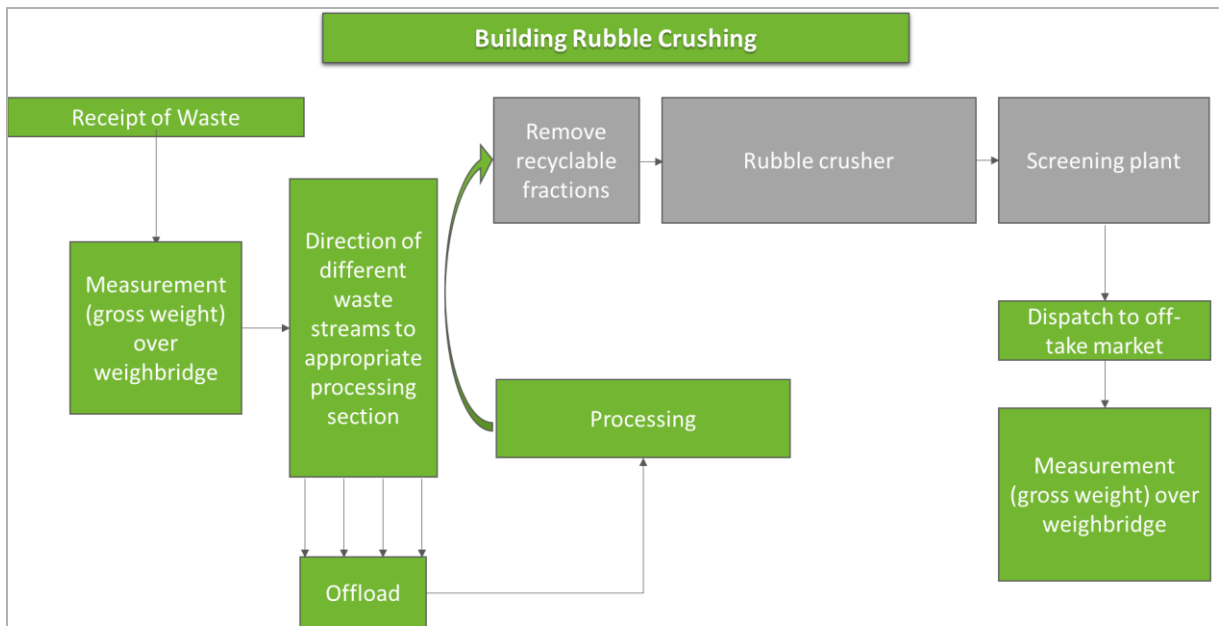 Building Rubble Crushing
Receipt of Waste
Measurement
(gross weight)
over
weighbridge
Direction of
different
waste
streams to
appropriate
processing
section
Offload
Processing
Remove
recyclable
fractions
Rubble crusher
Screening plant
Dispatch to off-
take market
Measurement
(gross weight) over
weighbridge